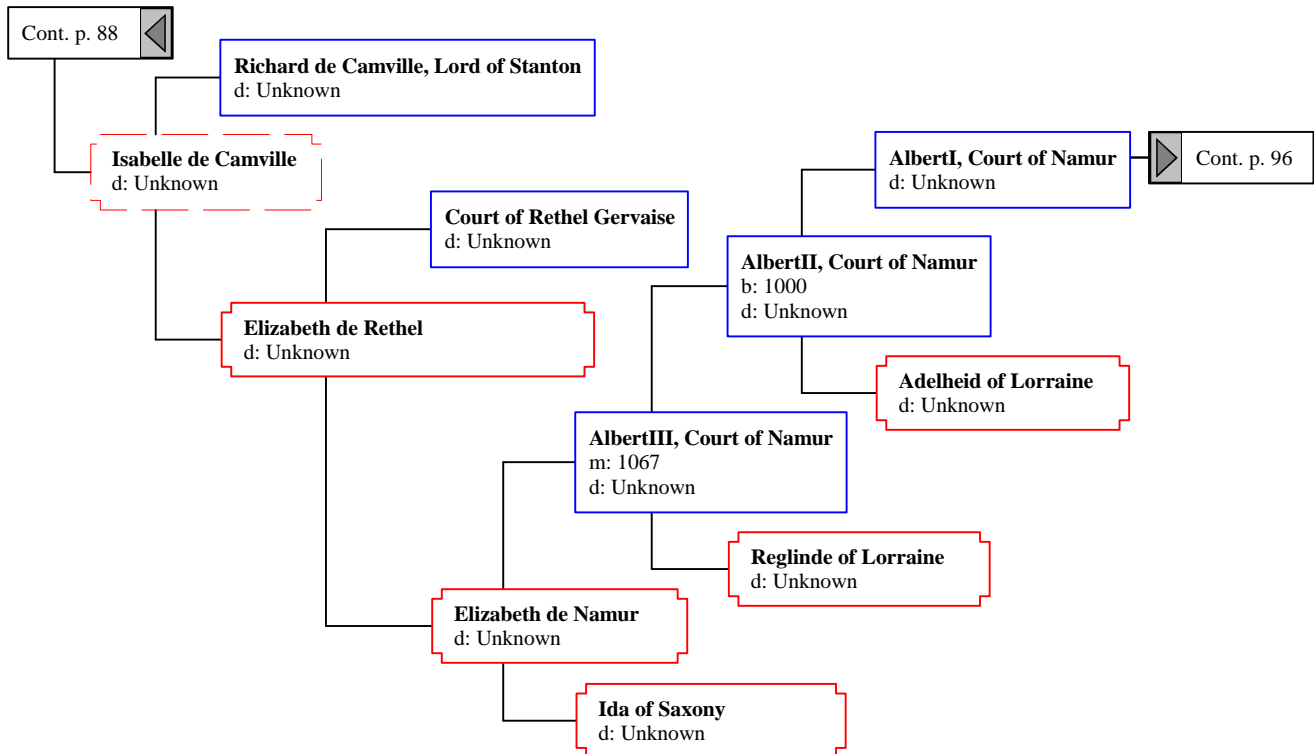 Cont. p. 88
Richard de Camville, Lord of Stanton
d: Unknown
Isabelle de Camville
d: Unknown
AlbertI, Court of Namur
d: Unknown
Cont. p. 96
Court of Rethel Gervaise
d: Unknown
AlbertII, Court of Namur
b: 1000
d: Unknown
Elizabeth de Rethel
d: Unknown
Adelheid of Lorraine
d: Unknown
AlbertIII, Court of Namur
m: 1067
d: Unknown
Reglinde of Lorraine
d: Unknown
Elizabeth de Namur
d: Unknown
Ida of Saxony
d: Unknown